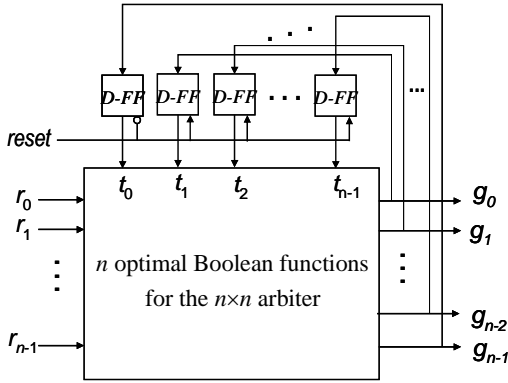 D-FF D-FF D-FF ... D-FF ...
reset
t0 t1 t2 tn-1
r0 g0
r1 g1
n optimal Boolean functions
for the n×n arbiter
gn-2
rn-1 gn-1